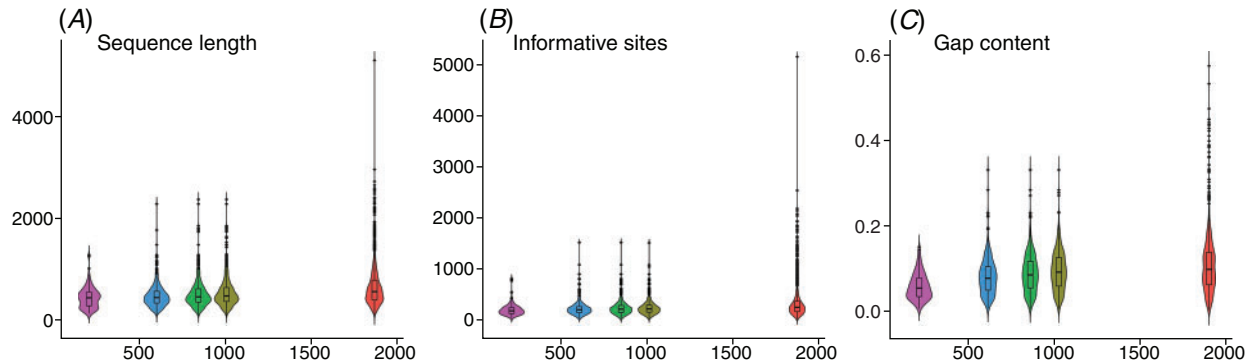 (A)
Sequence length
4000
2000
0
500 1000 1500 2000
(B)
Informative sites
5000
4000
3000
2000
1000
0
500 1000 1500 2000
(C)
Gap content
0.6
0.4
0.2
0.0
500 1000 1500 2000